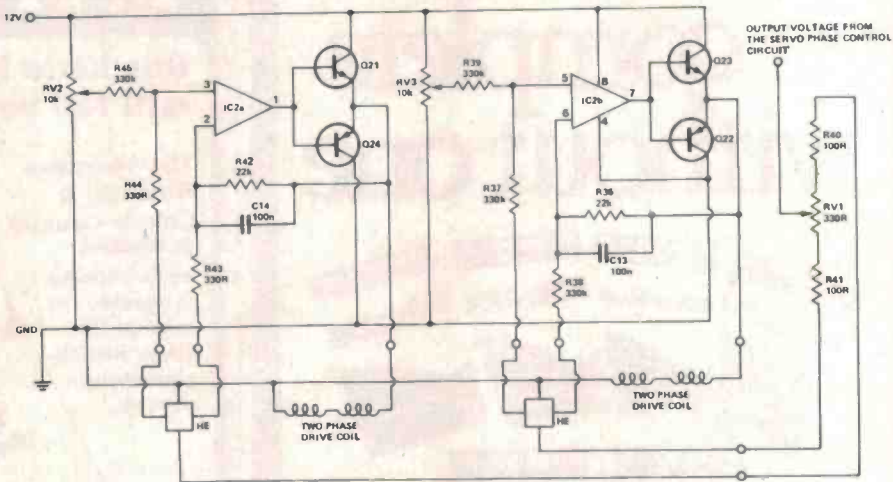 12V
RV2
10k
R45
330k
3
2
IC2a
1
Q21
Q24
R44
330R
R42
22k
C14
100n
R43
330R
GND
HE
TWO PHASE
DRIVE COIL
RV3
10k
R39
330k
5
6
8
IC2b
4
7
Q23
Q22
R37
330k
R36
22k
C13
100n
R38
330k
HE
TWO PHASE
DRIVE COIL
OUTPUT VOLTAGE FROM
THE SERVO PHASE CONTROL
CIRCUIT
R40
100R
RV1
330R
R41
100R